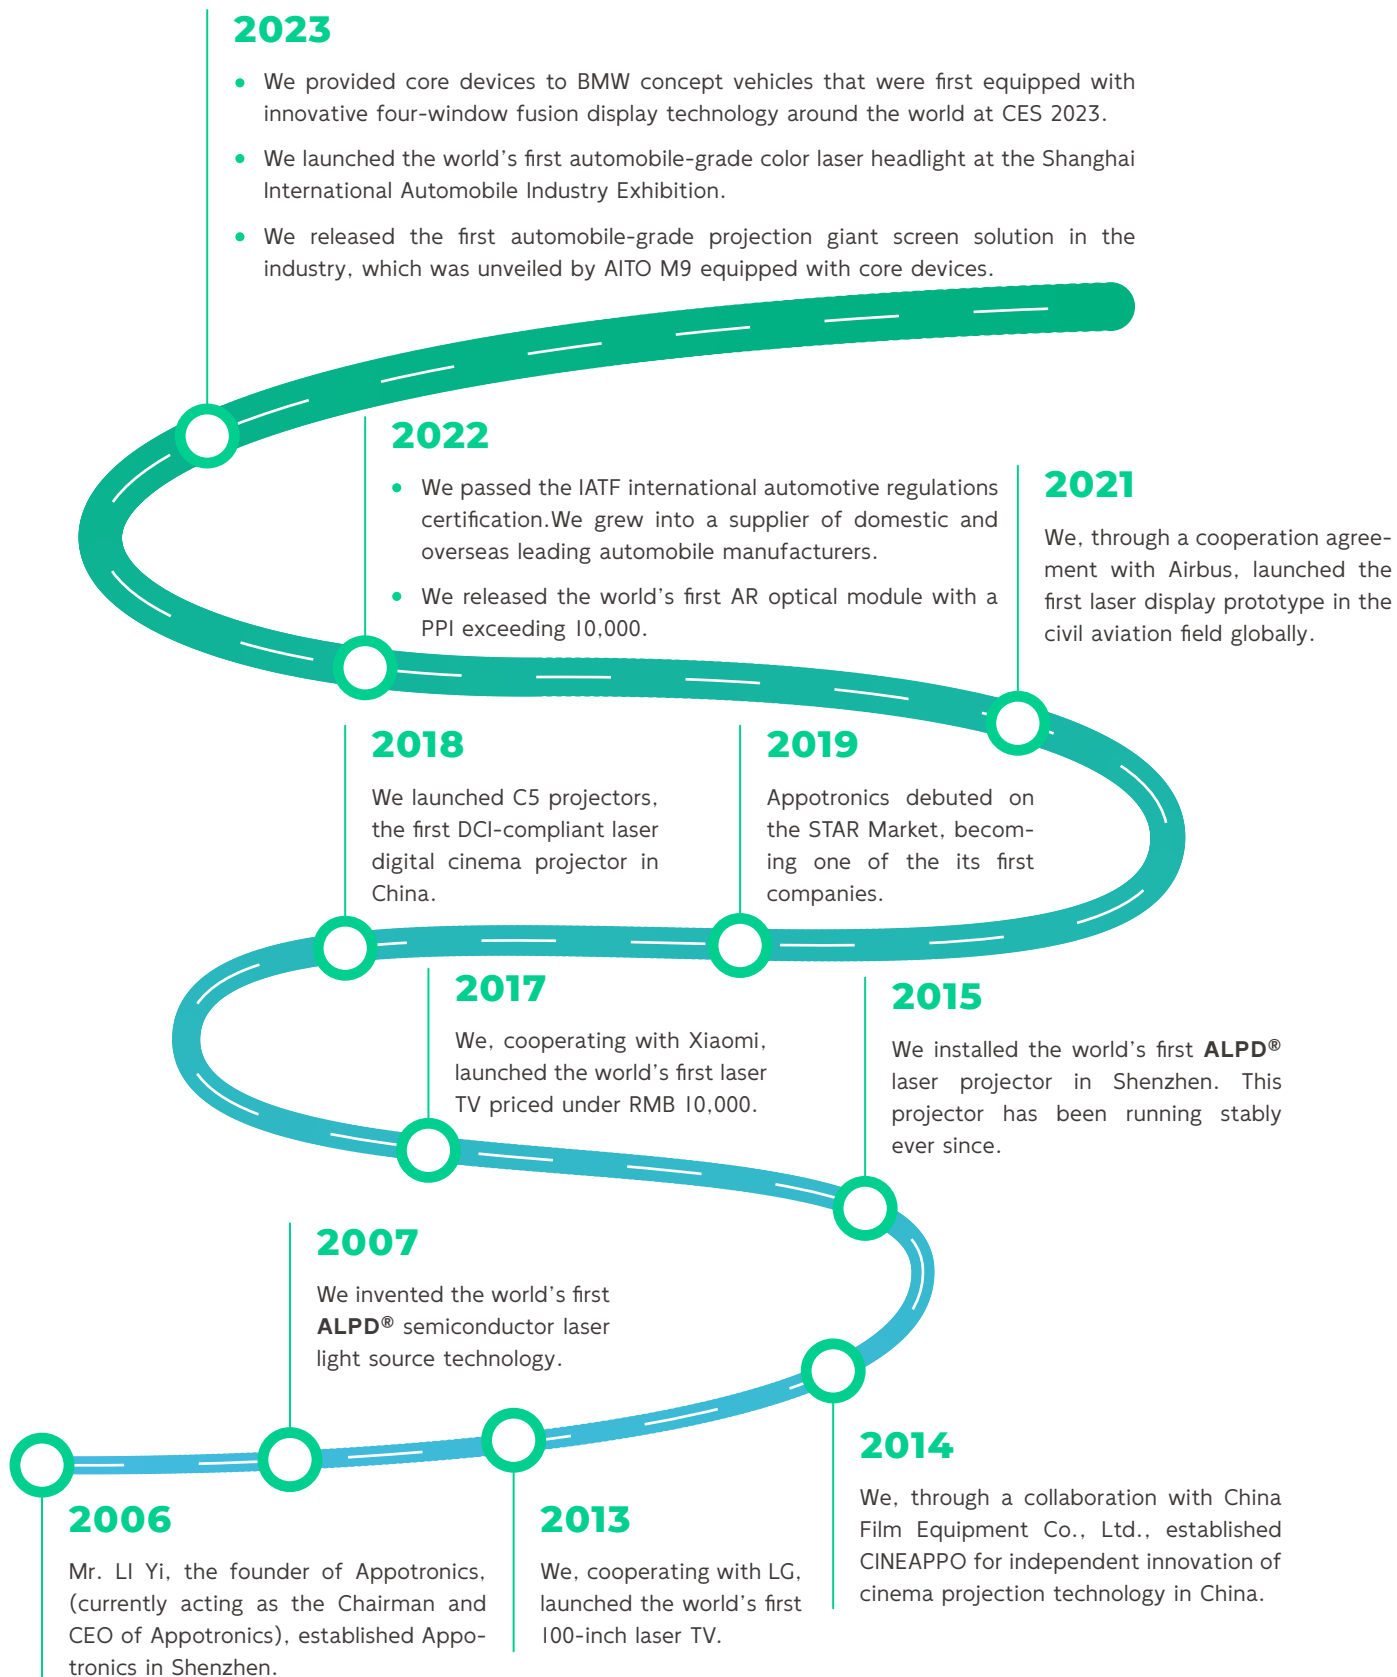 2023
• We provided core devices to BMW concept vehicles that were first equipped with
innovative four-window fusion display technology around the world at CES 2023.
• We launched the world's first automobile-grade color laser headlight at the Shanghai
International Automobile Industry Exhibition.
• We released the first automobile-grade projection giant screen solution in the
industry, which was unveiled by AITO M9 equipped with core devices.
2022
• We passed the IATF international automotive regulations
certification.We grew into a supplier of domestic and
overseas leading automobile manufacturers.
• We released the world's first AR optical module with a
PPI exceeding 10,000.
2021
We, through a cooperation agree-
ment with Airbus, launched the
first laser display prototype in the
civil aviation field globally.
2018
We launched C5 projectors,
the first DCI-compliant laser
digital cinema projector in
China.
2019
Appotronics debuted on
the STAR Market, becom-
ing one of the its first
companies.
2017
We, cooperating with Xiaomi,
launched the world's first laser
TV priced under RMB 10,000.
2015
We installed the world's first ALPD®
laser projector in Shenzhen. This
projector has been running stably
ever since.
2007
We invented the world's first
ALPD® semiconductor laser
light source technology.
2014
We, through a collaboration with China
Film Equipment Co., Ltd., established
CINEAPPO for independent innovation of
cinema projection technology in China.
2006
Mr. LI Yi, the founder of Appotronics,
(currently acting as the Chairman and
CEO of Appotronics), established Appo-
tronics in Shenzhen.
2013
We, cooperating with LG,
launched the world's first
100-inch laser TV.